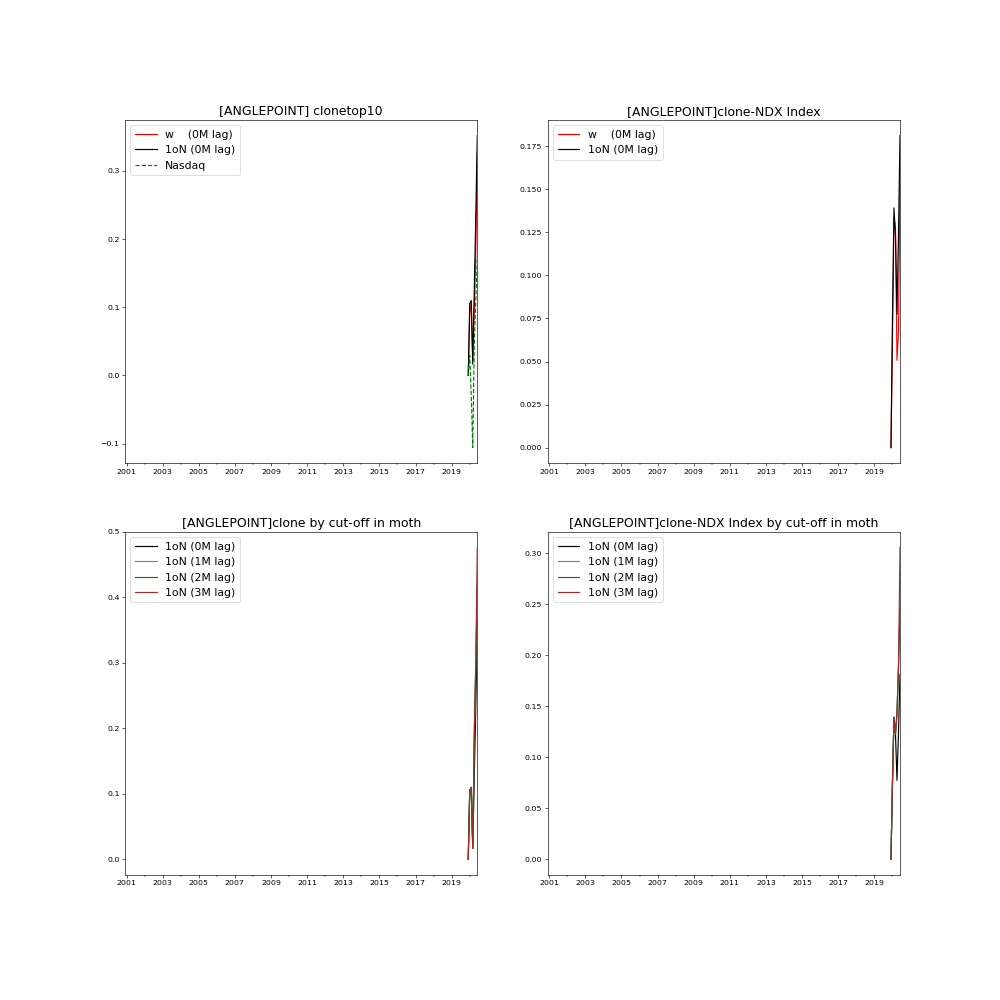 [ANGLEPOINT] clonetop10
w    (0M lag)
1oN (0M lag)
Nasdaq
0.3
0.2
0.1
0.0
−0.1
2001 2003 2005 2007 2009 2011 2013 2015 2017 2019
[ANGLEPOINT]clone-NDX Index
w    (0M lag)
1oN (0M lag)
0.175
0.150
0.125
0.100
0.075
0.050
0.025
0.000
2001 2003 2005 2007 2009 2011 2013 2015 2017 2019
[ANGLEPOINT]clone by cut-off in moth
1oN (0M lag)
1oN (1M lag)
1oN (2M lag)
1oN (3M lag)
0.5
0.4
0.3
0.2
0.1
0.0
2001 2003 2005 2007 2009 2011 2013 2015 2017 2019
[ANGLEPOINT]clone-NDX Index by cut-off in moth
1oN (0M lag)
1oN (1M lag)
1oN (2M lag)
1oN (3M lag)
0.30
0.25
0.20
0.15
0.10
0.05
0.00
2001 2003 2005 2007 2009 2011 2013 2015 2017 2019